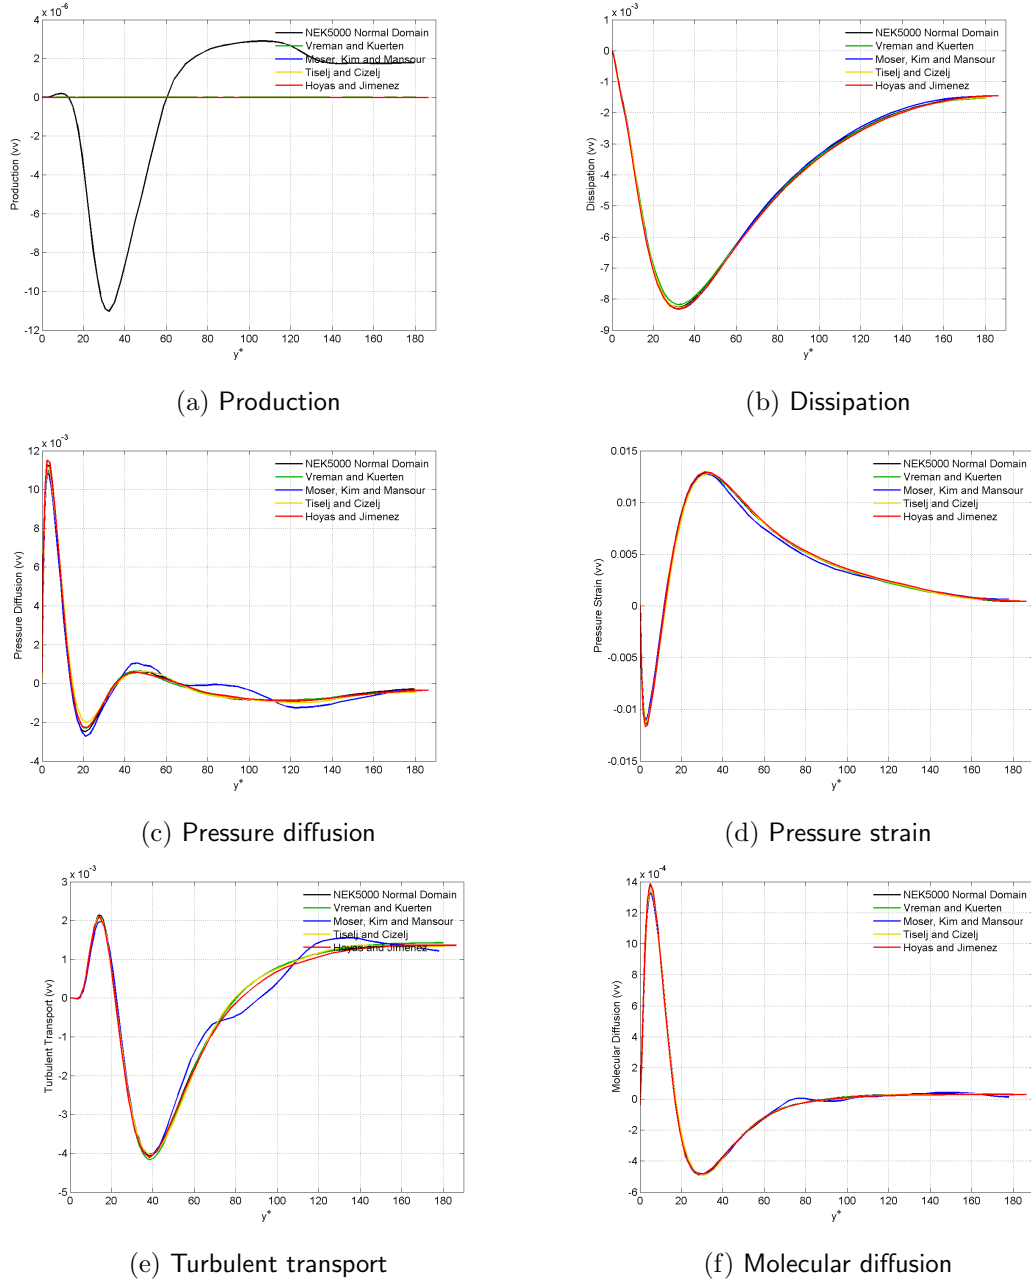 x 10⁻⁶
4
2
0
-2
-4
-6
-8
-10
-12
Production (vv)
0 20 40 60 80 100 120 140 160 180
y⁺
NEK5000 Normal Domain
Vreman and Kuerten
Moser, Kim and Mansour
Tiselj and Cizelj
Hoyas and Jimenez
(a) Production
x 10⁻³
1
0
-1
-2
-3
-4
-5
-6
-7
-8
-9
Dissipation (vv)
0 20 40 60 80 100 120 140 160 180
y⁺
NEK5000 Normal Domain
Vreman and Kuerten
Moser, Kim and Mansour
Tiselj and Cizelj
Hoyas and Jimenez
(b) Dissipation
x 10⁻³
12
10
8
6
4
2
0
-2
-4
Pressure Diffusion (vv)
0 20 40 60 80 100 120 140 160 180
y⁺
NEK5000 Normal Domain
Vreman and Kuerten
Moser, Kim and Mansour
Tiselj and Cizelj
Hoyas and Jimenez
(c) Pressure diffusion
0.015
0.01
0.005
0
-0.005
-0.01
-0.015
Pressure Strain (vv)
0 20 40 60 80 100 120 140 160 180
y⁺
NEK5000 Normal Domain
Vreman and Kuerten
Moser, Kim and Mansour
Tiselj and Cizelj
Hoyas and Jimenez
(d) Pressure strain
x 10⁻³
3
2
1
0
-1
-2
-3
-4
-5
Turbulent Transport (vv)
0 20 40 60 80 100 120 140 160 180
y⁺
NEK5000 Normal Domain
Vreman and Kuerten
Moser, Kim and Mansour
Tiselj and Cizelj
Hoyas and Jimenez
(e) Turbulent transport
x 10⁻⁴
14
12
10
8
6
4
2
0
-2
-4
-6
Molecular Diffusion (vv)
0 20 40 60 80 100 120 140 160 180
y⁺
NEK5000 Normal Domain
Vreman and Kuerten
Moser, Kim and Mansour
Tiselj and Cizelj
Hoyas and Jimenez
(f) Molecular diffusion